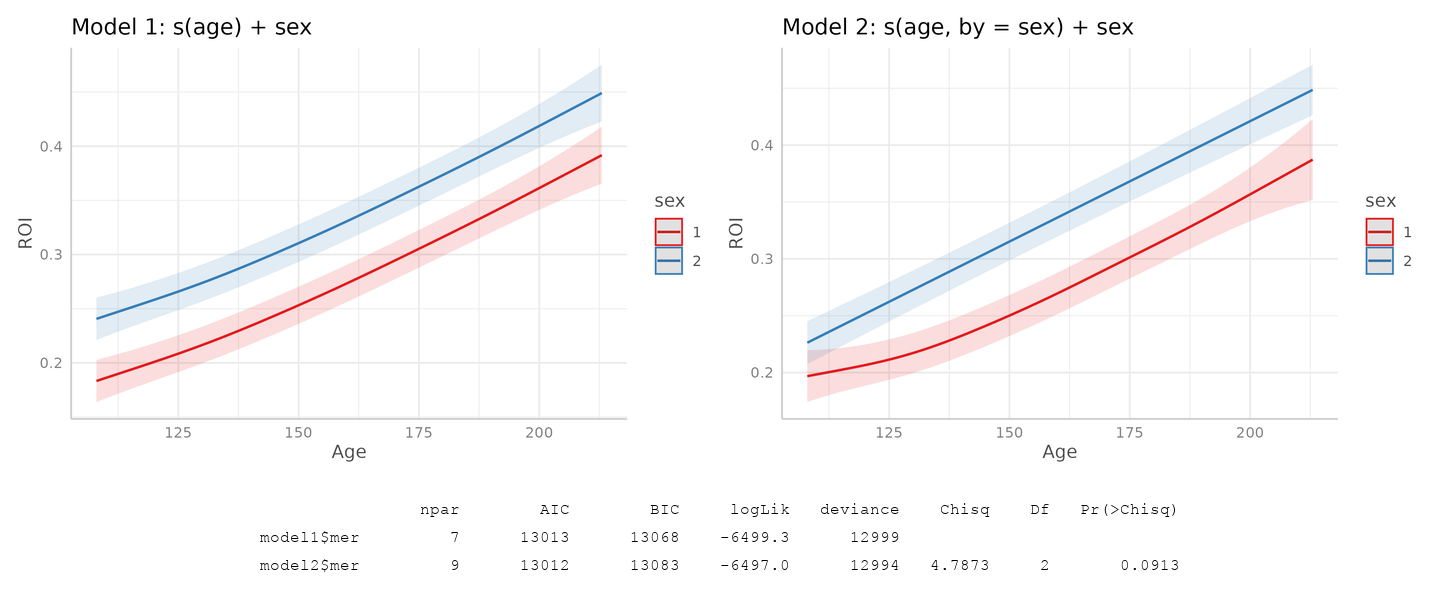 Model 1: s(age) + sex
0.4
0.3
0.2
ROI
125 150 175 200
Age
sex
1
2
Model 2: s(age, by = sex) + sex
0.4
0.3
0.2
ROI
125 150 175 200
Age
sex
1
2
npar AIC BIC logLik deviance Chisq Df Pr(>Chisq)
model1$mer 7 13013 13068 -6499.3 12999
model2$mer 9 13012 13083 -6497.0 12994 4.7873 2 0.0913